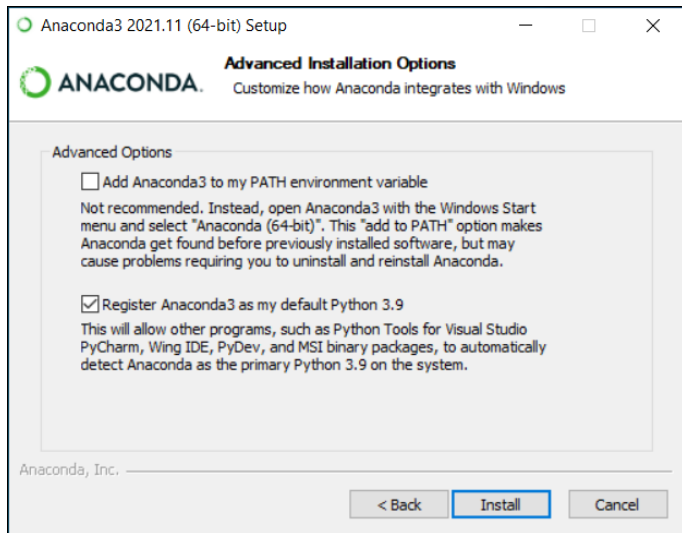 Anaconda3 2021.11 (64-bit) Setup
ANACONDA.
Advanced Installation Options
Customize how Anaconda integrates with Windows
Advanced Options
Add Anaconda3 to my PATH environment variable
Not recommended. Instead, open Anaconda3 with the Windows Start
menu and select "Anaconda (64-bit)". This "add to PATH" option makes
Anaconda get found before previously installed software, but may
cause problems requiring you to uninstall and reinstall Anaconda.
Register Anaconda3 as my default Python 3.9
This will allow other programs, such as Python Tools for Visual Studio
PyCharm, Wing IDE, PyDev, and MSI binary packages, to automatically
detect Anaconda as the primary Python 3.9 on the system.
Anaconda, Inc.
< Back
Install
Cancel